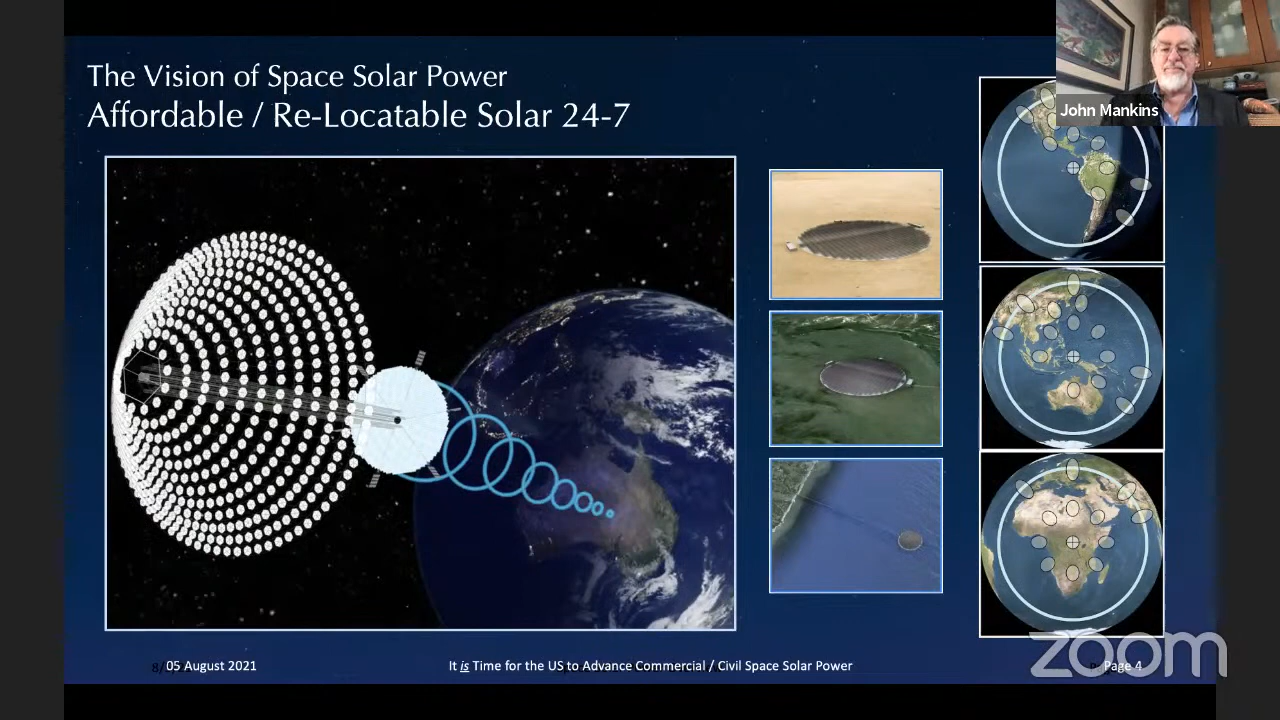 The Vision of Space Solar Power
Affordable / Re-Locatable Solar 24-7
John Mankins
05 August 2021
It is Time for the US to Advance Commercial / Civil Space Solar Power
Page 4
zoom